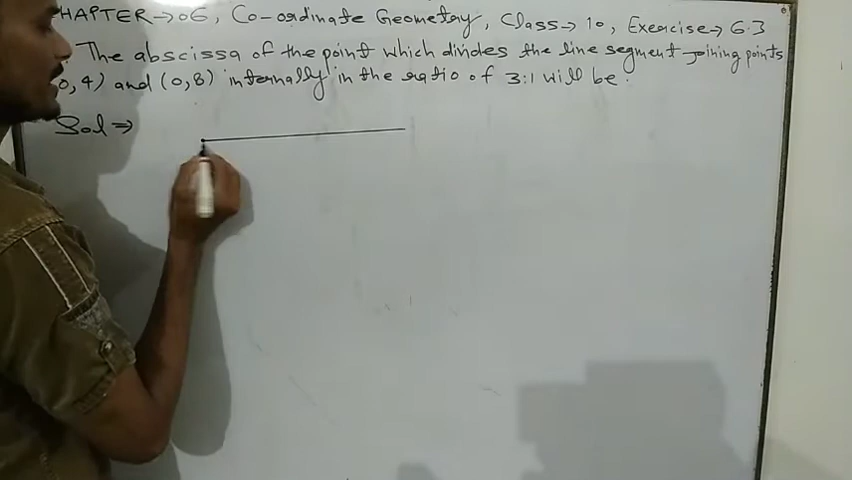 HAPTER → 06, Co-ordinate Geometry, Class → 10, Exercise → 6.3
The abscissa of the point which divides the line segment joining points
0, 4) and (0, 8) internally in the ratio of 3:1 will be:
Sol →